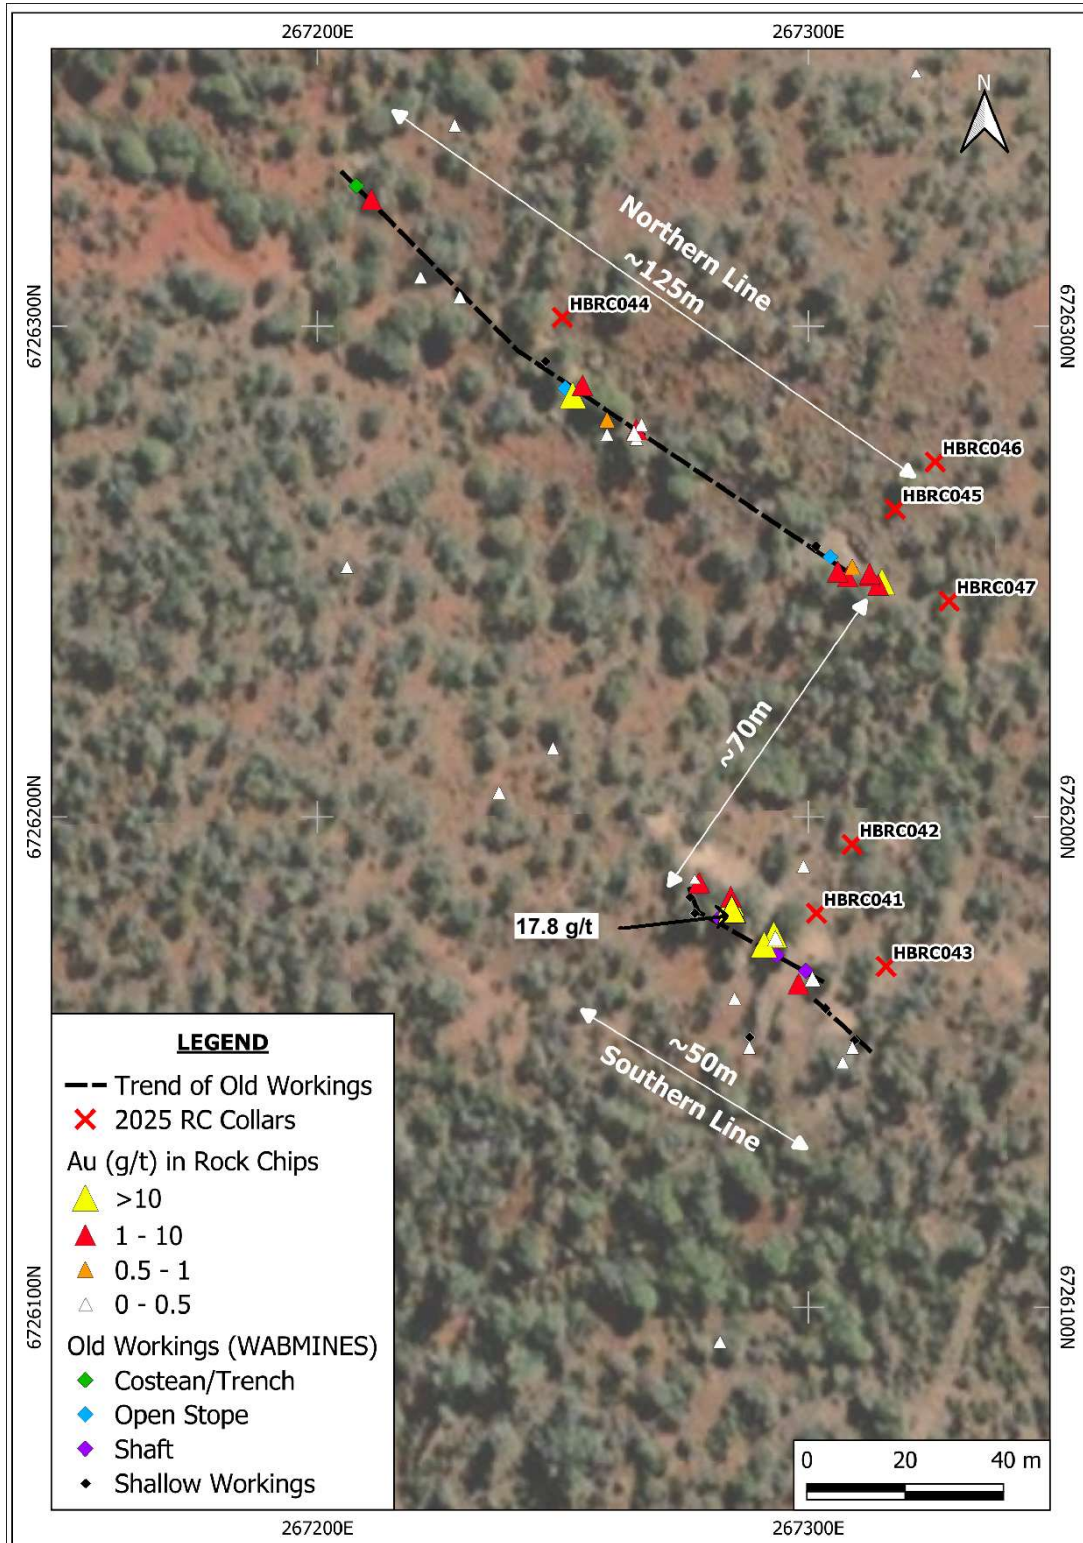 267200E
267300E
N
Northern Line
~125m
6726300N
6726300N
HBRC044
HBRC046
HBRC045
HBRC047
~70m
6726200N
6726200N
HBRC042
HBRC041
17.8 g/t
HBRC043
~50m
Southern Line
LEGEND
Trend of Old Workings
2025 RC Collars
Au (g/t) in Rock Chips
>10
1 - 10
0.5 - 1
0 - 0.5
Old Workings (WABMINES)
Costean/Trench
Open Stope
Shaft
Shallow Workings
6726100N
6726100N
0 20 40 m
267200E
267300E